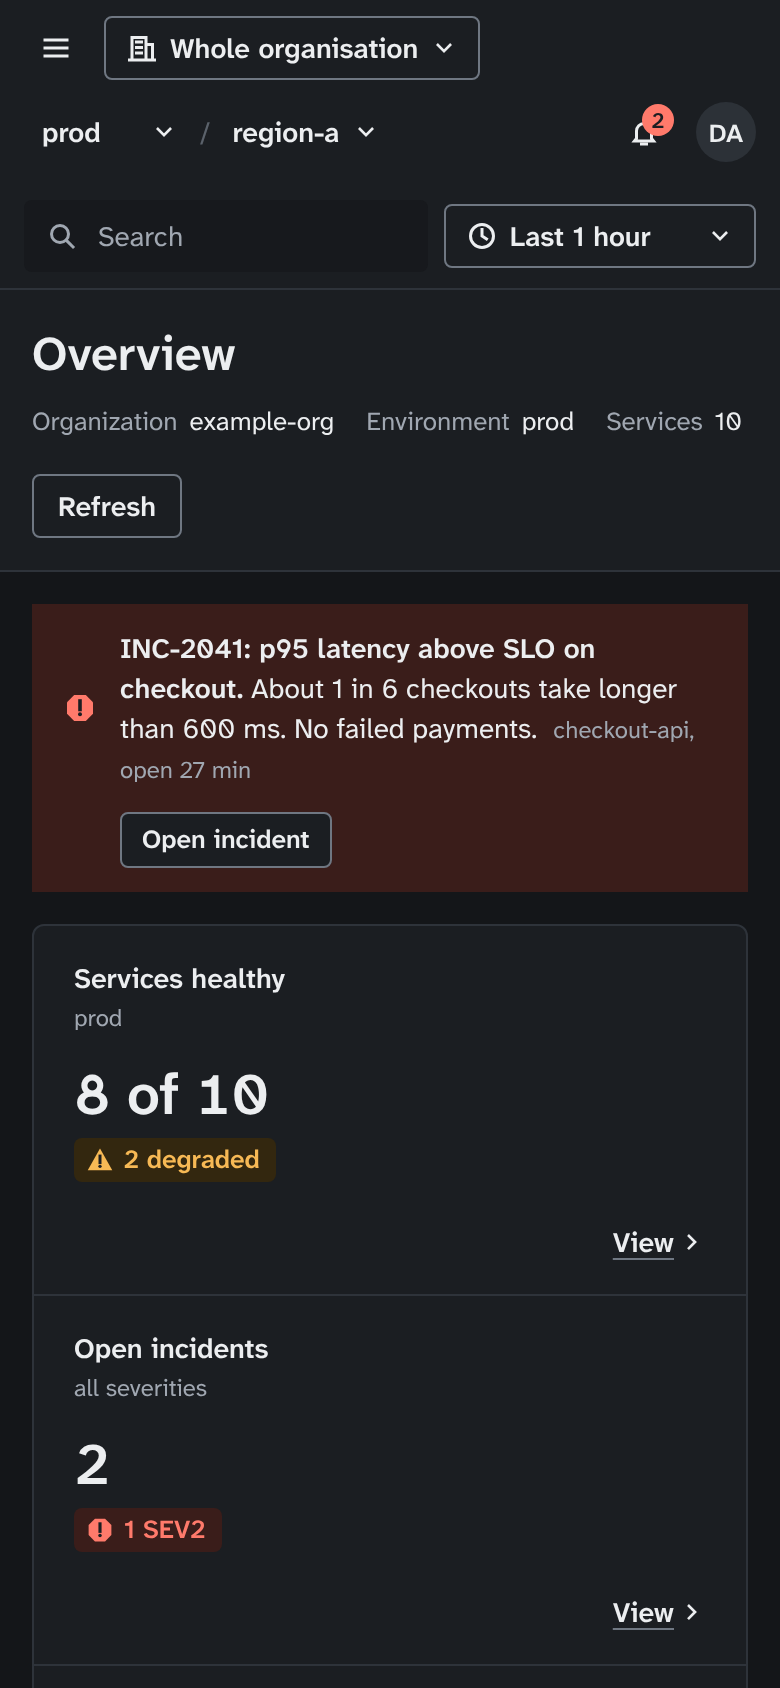 Whole organisation
prod / region-a
2
DA
Search
Last 1 hour
Overview
Organization example-org Environment prod Services 10
Refresh
INC-2041: p95 latency above SLO on
checkout. About 1 in 6 checkouts take longer
than 600 ms. No failed payments. checkout-api,
open 27 min
Open incident
Services healthy
prod
8 of 10
2 degraded
View
Open incidents
all severities
2
1 SEV2
View